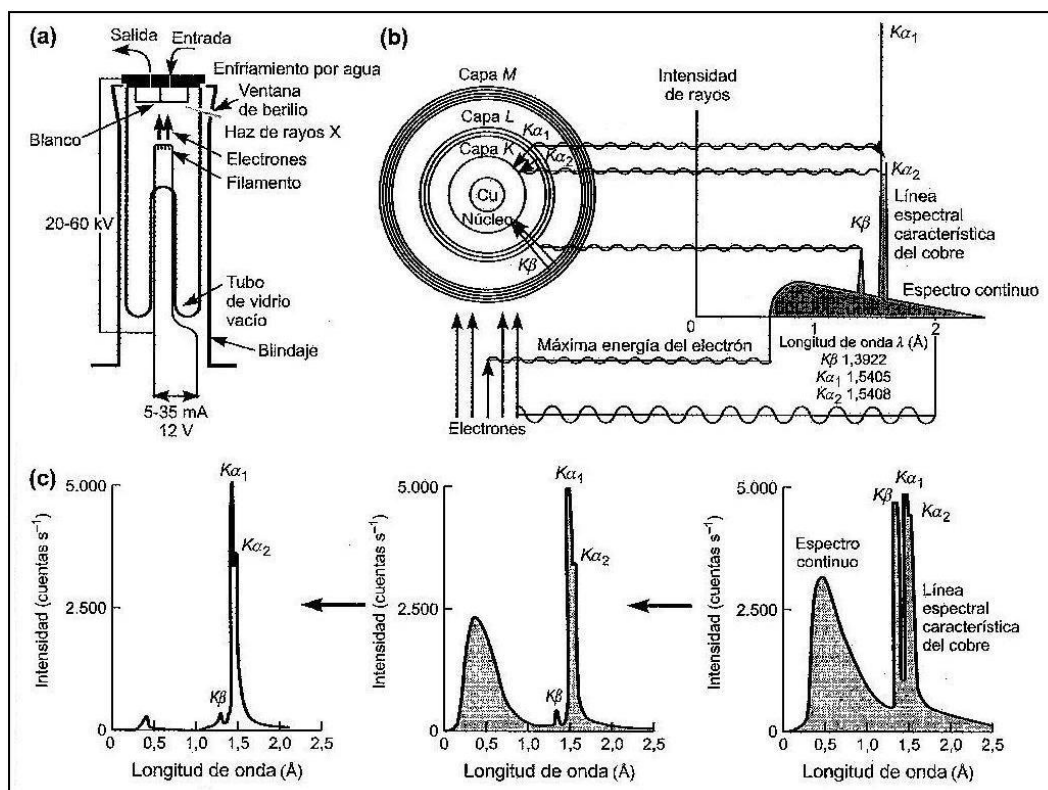 (a)
Salida
Entrada
Enfriamiento por agua
Ventana
de berilio
Haz de rayos X
Blanco
Electrones
Filamento
20-60 kV
Tubo
de vidrio
vacío
Blindaje
5-35 mA
12 V
(b)
Capa M
Capa L
Capa K
Kα1
Kα2
Cu
Núcleo
Kβ
Intensidad
de rayos
Kα1
Kα2
Kβ
Línea
espectral
característica
del cobre
Espectro continuo
0
1
2
Máxima energía del electrón
Longitud de onda λ (Å)
Kβ 1,3922
Kα1 1,5405
Kα2 1,5408
Electrones
(c)
Intensidad (cuentas s⁻¹)
5.000
2.500
0
Kα1
Kα2
Kβ
0 0,5 1,0 1,5 2,0 2,5
Longitud de onda (Å)
Intensidad (cuentas s⁻¹)
5.000
2.500
0
Kα1
Kα2
Kβ
0 0,5 1,0 1,5 2,0 2,5
Longitud de onda (Å)
Intensidad (cuentas s⁻¹)
5.000
2.500
0
Kα1
Kβ
Kα2
Espectro
continuo
Línea
espectral
característica
del cobre
0 0,5 1,0 1,5 2,0 2,5
Longitud de onda (Å)